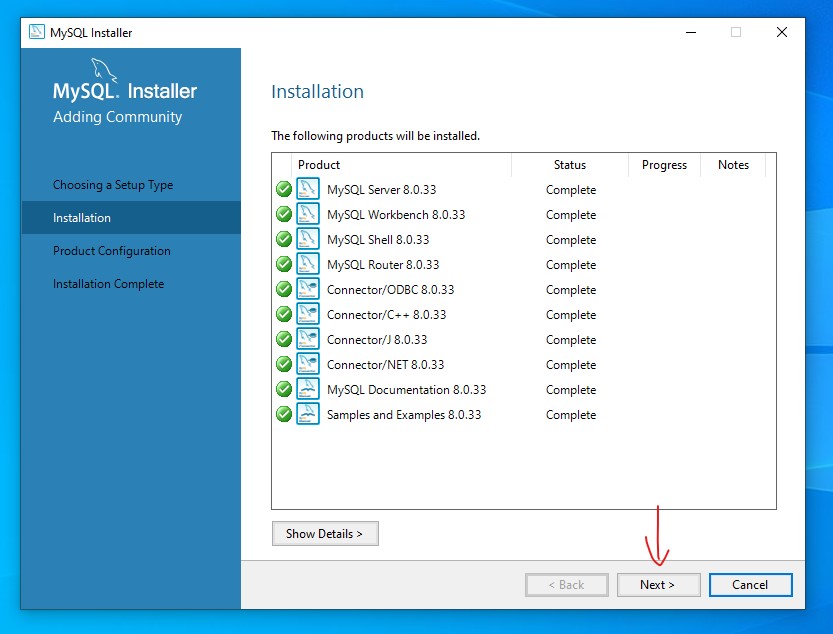 MySQL Installer
MySQL. Installer
Adding Community
Choosing a Setup Type
Installation
Product Configuration
Installation Complete
Installation
The following products will be installed.
Product Status Progress Notes
MySQL Server 8.0.33 Complete
MySQL Workbench 8.0.33 Complete
MySQL Shell 8.0.33 Complete
MySQL Router 8.0.33 Complete
Connector/ODBC 8.0.33 Complete
Connector/C++ 8.0.33 Complete
Connector/J 8.0.33 Complete
Connector/NET 8.0.33 Complete
MySQL Documentation 8.0.33 Complete
Samples and Examples 8.0.33 Complete
Show Details >
< Back Next > Cancel